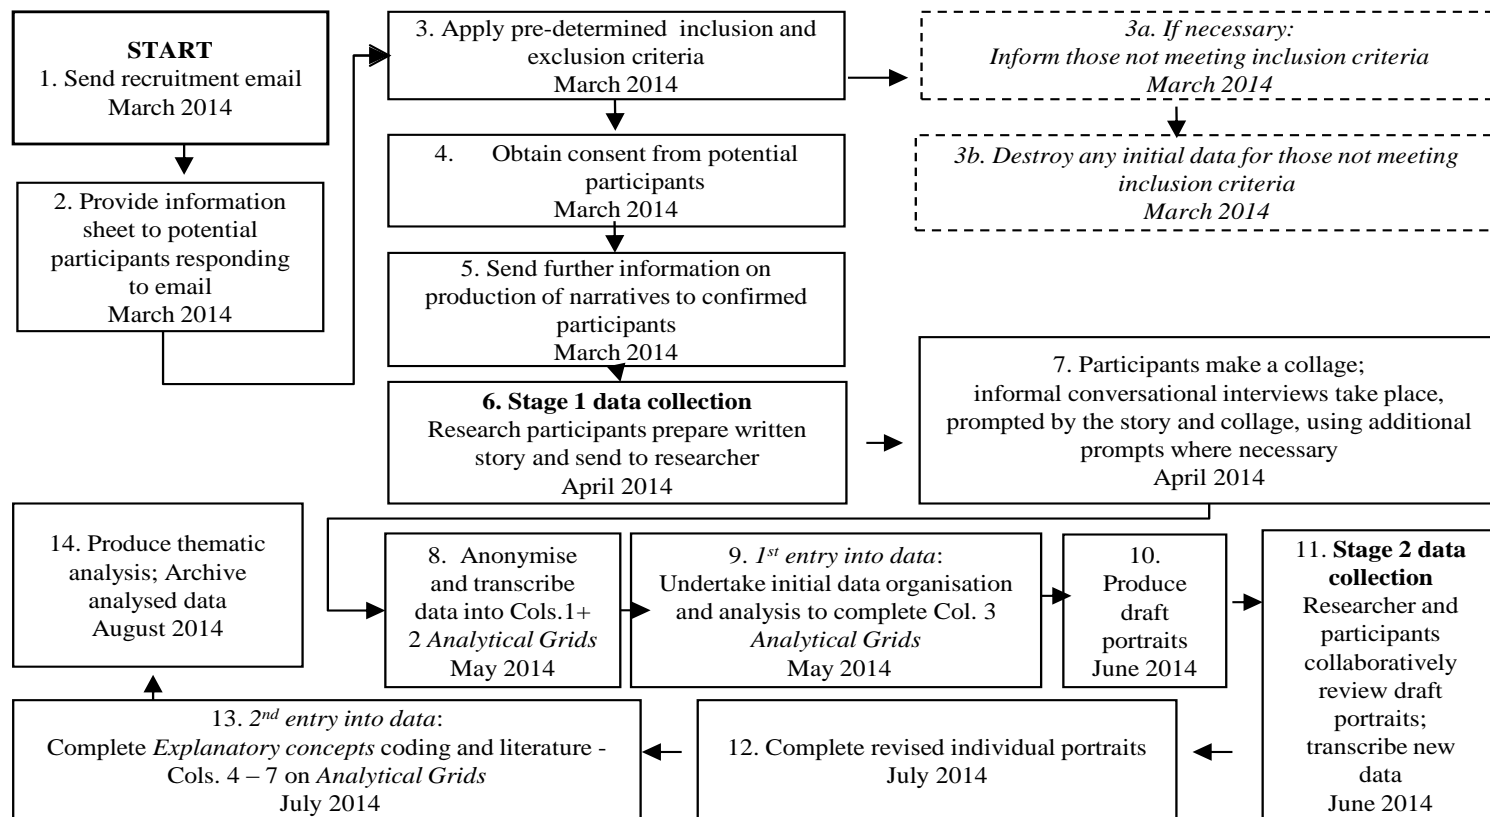 START
1. Send recruitment email
March 2014
2. Provide information
sheet to potential
participants responding
to email
March 2014
3. Apply pre-determined inclusion and
exclusion criteria
March 2014
3a. If necessary:
Inform those not meeting inclusion criteria
March 2014
3b. Destroy any initial data for those not meeting
inclusion criteria
March 2014
4. Obtain consent from potential
participants
March 2014
5. Send further information on
production of narratives to confirmed
participants
March 2014
6. Stage 1 data collection
Research participants prepare written
story and send to researcher
April 2014
7. Participants make a collage;
informal conversational interviews take place,
prompted by the story and collage, using additional
prompts where necessary
April 2014
8. Anonymise
and transcribe
data into Cols.1+
2 Analytical Grids
May 2014
9. 1st entry into data:
Undertake initial data organisation
and analysis to complete Col. 3
Analytical Grids
May 2014
10.
Produce
draft
portraits
June 2014
11. Stage 2 data
collection
Researcher and
participants
collaboratively
review draft
portraits;
transcribe new
data
June 2014
12. Complete revised individual portraits
July 2014
13. 2nd entry into data:
Complete Explanatory concepts coding and literature -
Cols. 4 – 7 on Analytical Grids
July 2014
14. Produce thematic
analysis; Archive
analysed data
August 2014